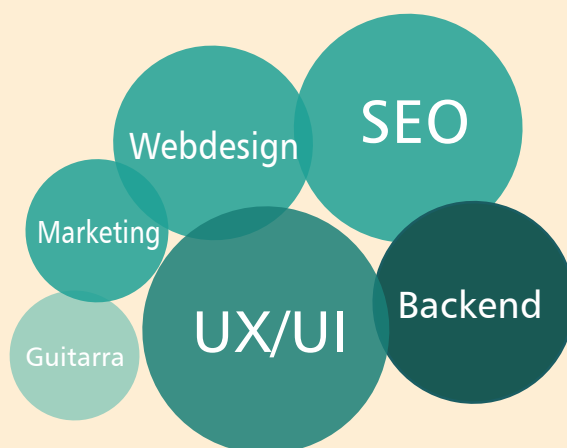 SEO
Webdesign
Marketing
Backend
UX/UI
Guitarra